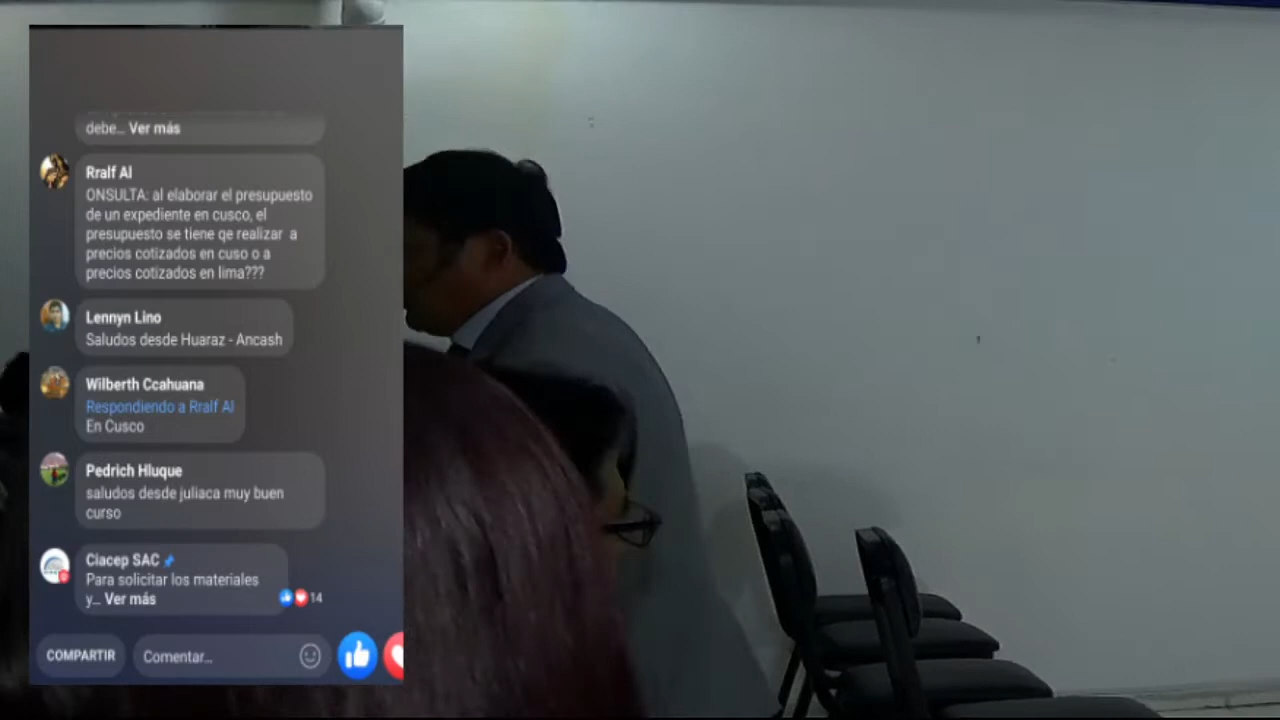 debe... Ver más
Rralf Al
ONSULTA: al elaborar el presupuesto
de un expediente en cusco, el
presupuesto se tiene qe realizar a
precios cotizados en cuso o a
precios cotizados en lima???
Lennyn Lino
Saludos desde Huaraz - Ancash
Wilberth Ccahuana
Respondiendo a Rralf Al
En Cusco
Pedrich Hluque
saludos desde juliaca muy buen
curso
Ciacep SAC
Para solicitar los materiales
y... Ver más
14
COMPARTIR
Comentar...